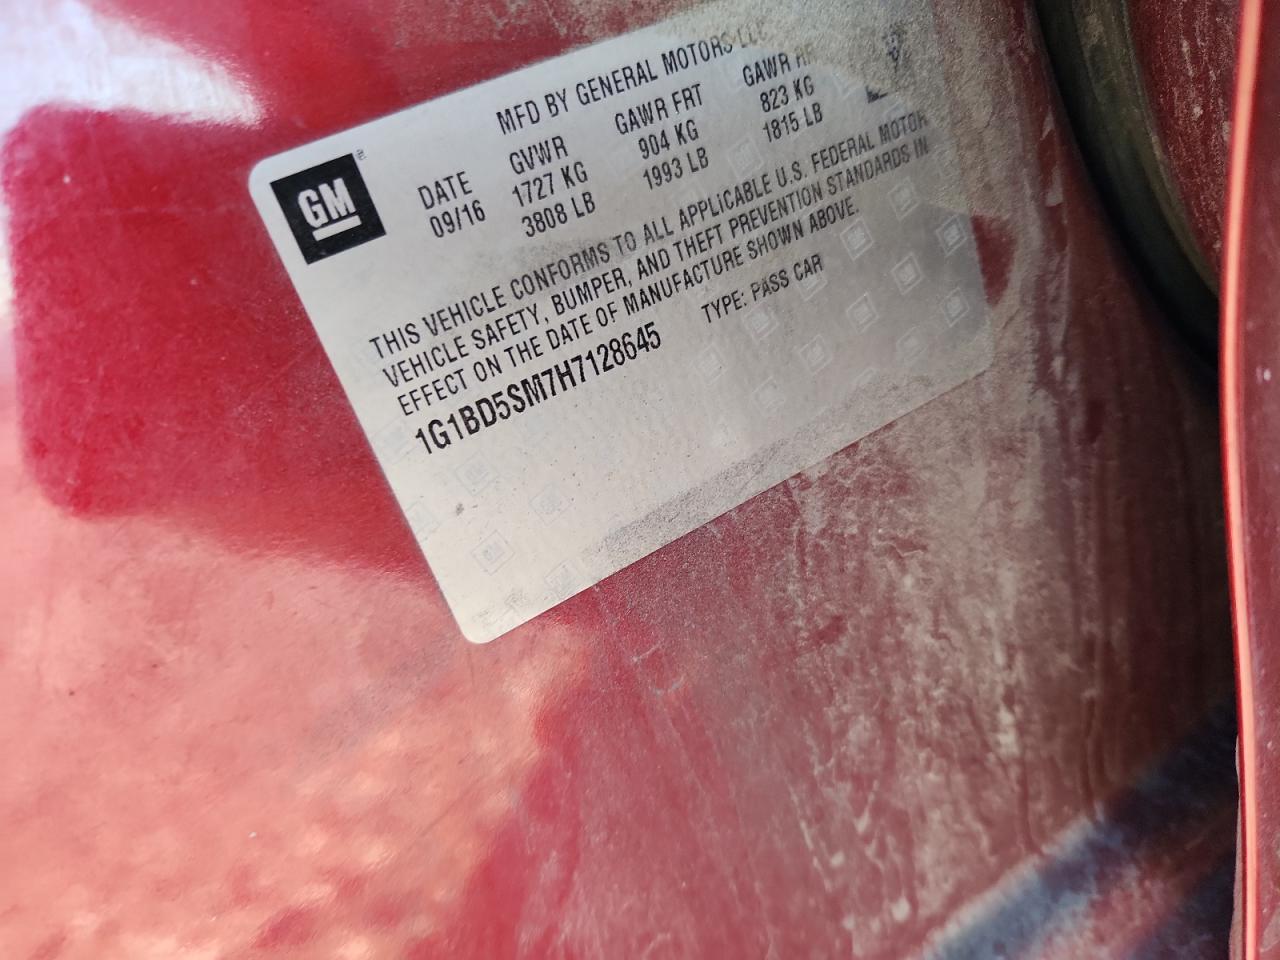 MFD BY GENERAL MOTORS LLC
GM
DATE GVWR GAWR FRT GAWR RR
09/16 1727 KG 904 KG 823 KG
3808 LB 1993 LB 1815 LB
THIS VEHICLE CONFORMS TO ALL APPLICABLE U.S. FEDERAL MOTOR
VEHICLE SAFETY, BUMPER, AND THEFT PREVENTION STANDARDS IN
EFFECT ON THE DATE OF MANUFACTURE SHOWN ABOVE.
1G1BD5SM7H7128645 TYPE: PASS CAR